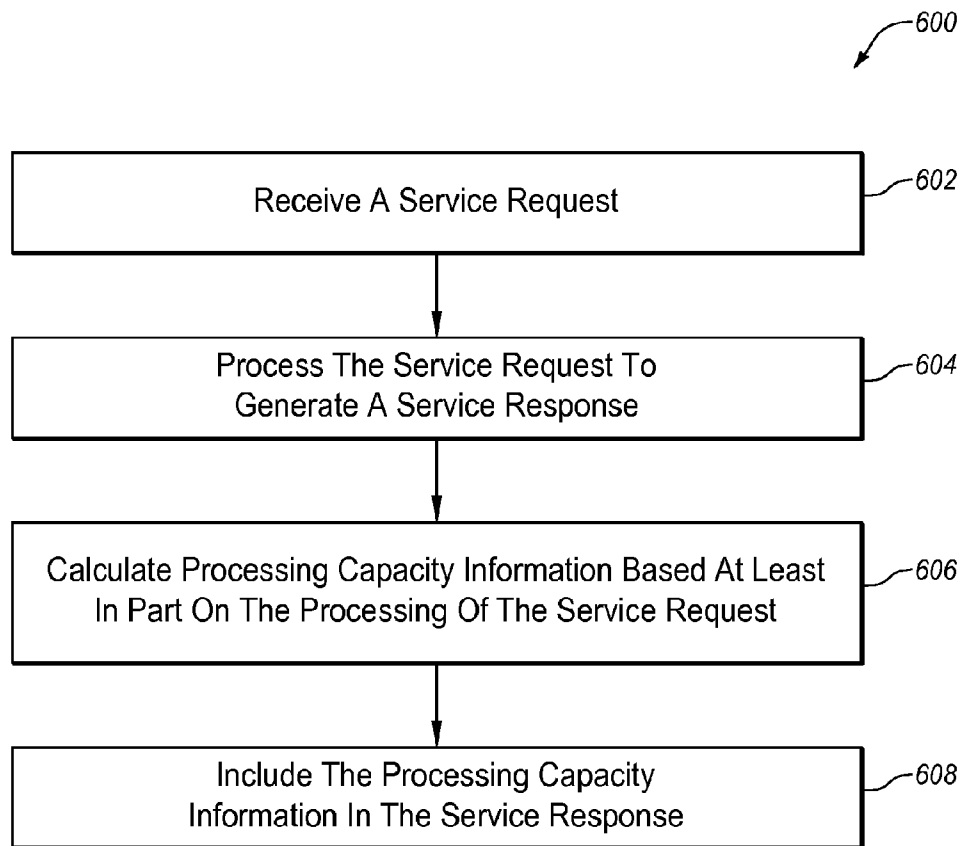 600
Receive A Service Request
602
Process The Service Request To
Generate A Service Response
604
Calculate Processing Capacity Information Based At Least
In Part On The Processing Of The Service Request
606
Include The Processing Capacity
Information In The Service Response
608